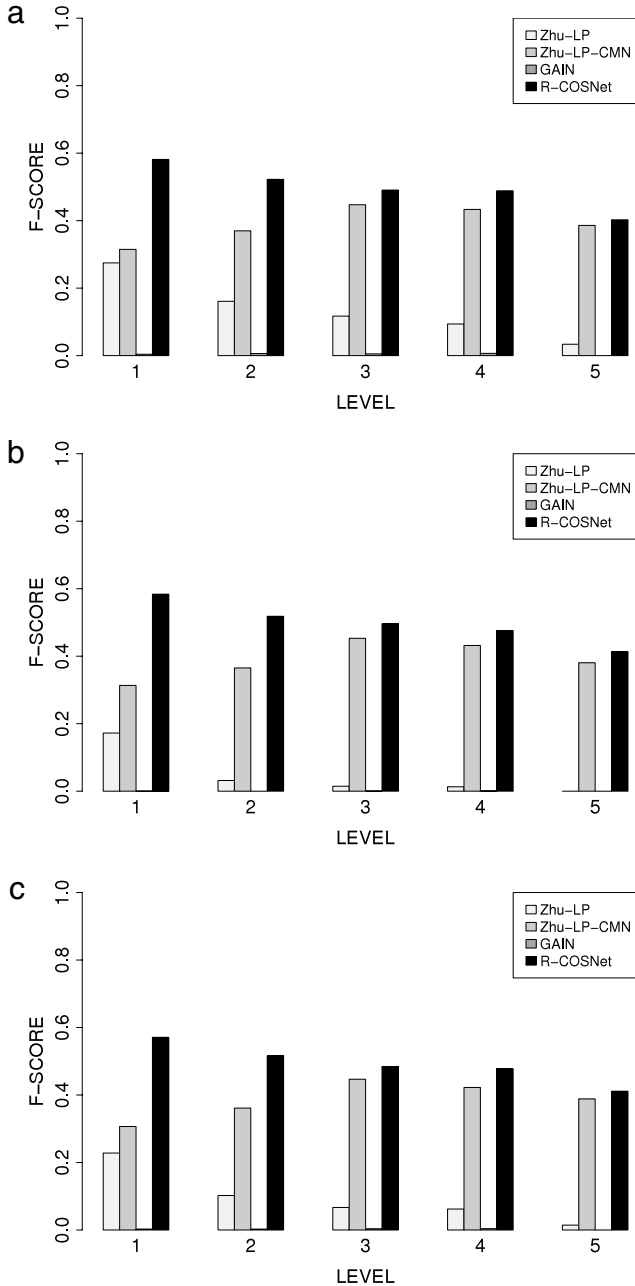 a
1.0
0.8
0.6
0.4
0.2
0.0
F-SCORE
Zhu-LP
Zhu-LP-CMN
GAIN
R-COSNet
1 2 3 4 5
LEVEL
b
1.0
0.8
0.6
0.4
0.2
0.0
F-SCORE
Zhu-LP
Zhu-LP-CMN
GAIN
R-COSNet
1 2 3 4 5
LEVEL
c
1.0
0.8
0.6
0.4
0.2
0.0
F-SCORE
Zhu-LP
Zhu-LP-CMN
GAIN
R-COSNet
1 2 3 4 5
LEVEL